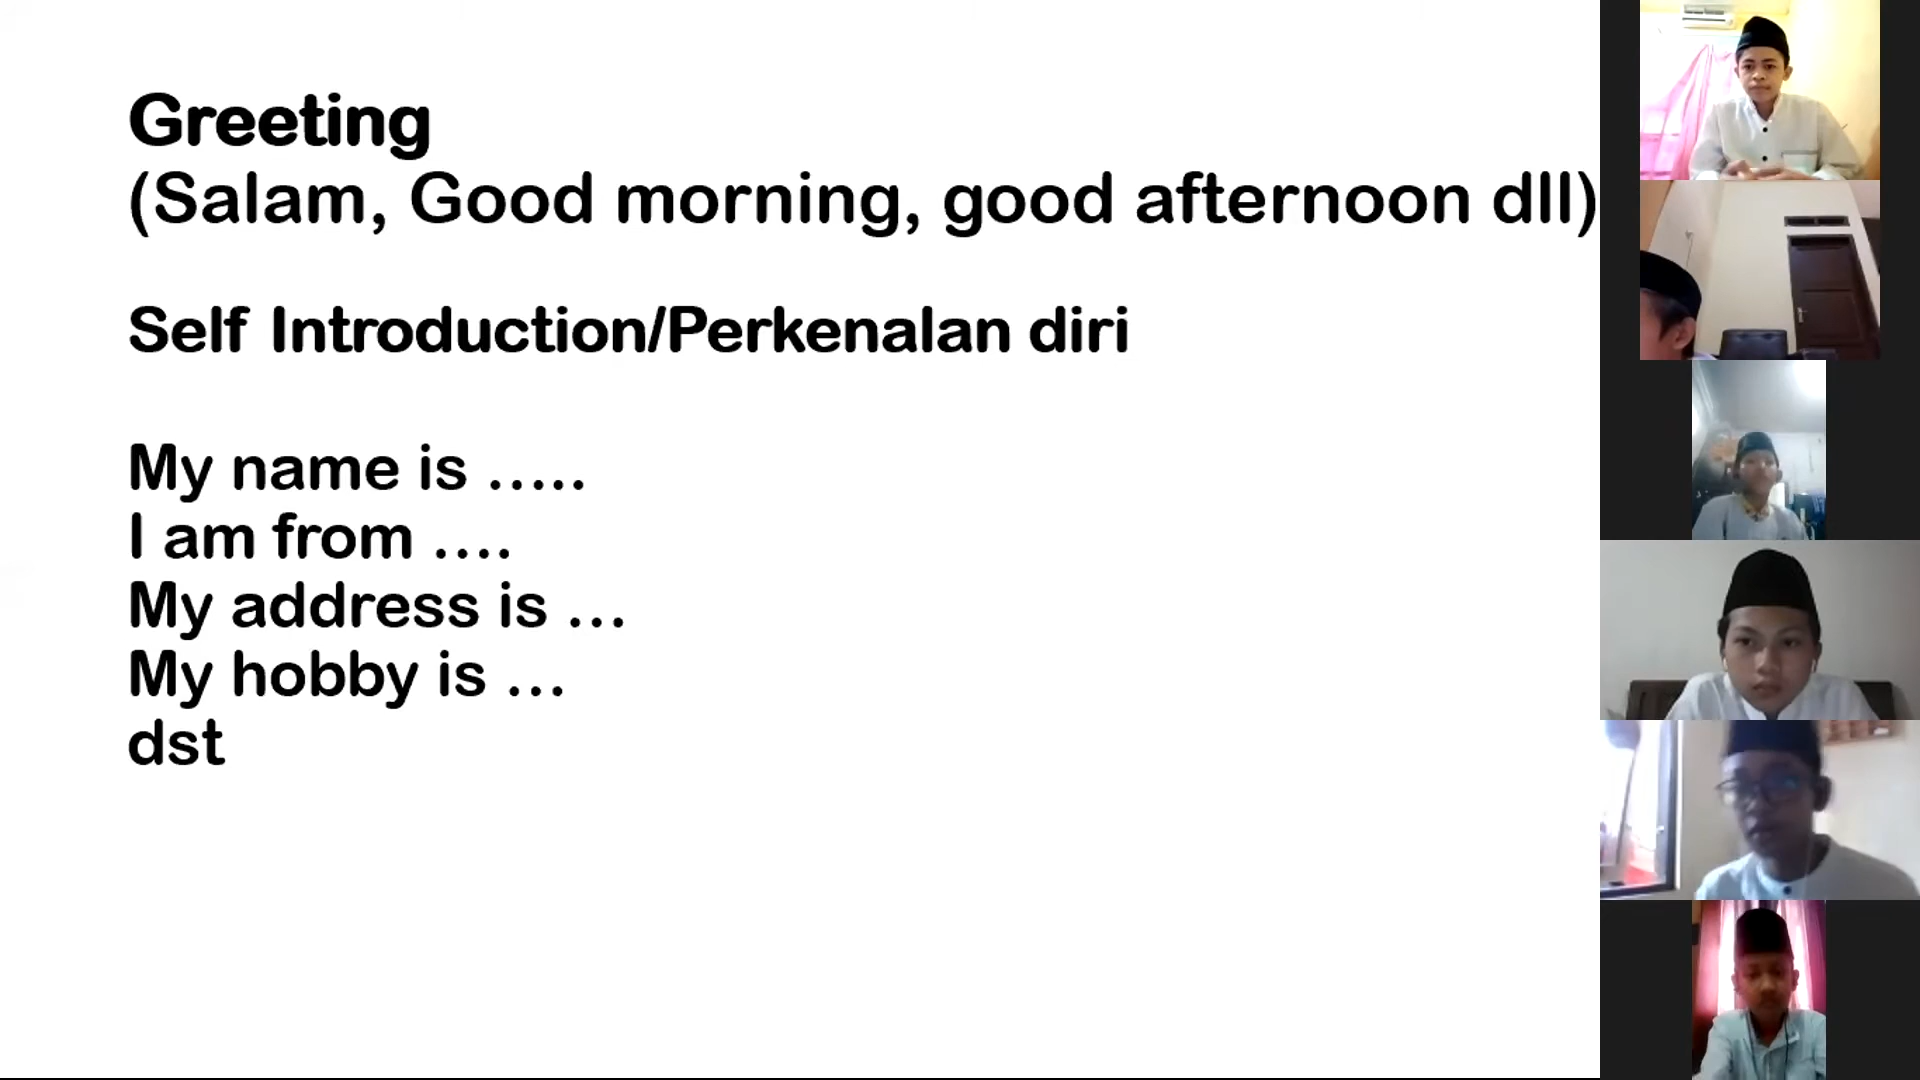 Greeting
(Salam, Good morning, good afternoon dll)
Self Introduction/Perkenalan diri
My name is …..
I am from ….
My address is …
My hobby is …
dst